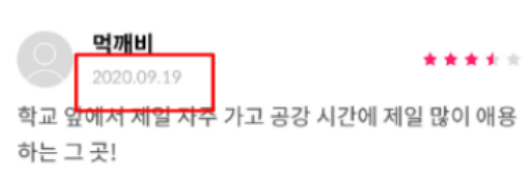 먹깨비
2020.09.19
학교 앞에서 제일 자주 가고 공강 시간에 제일 많이 애용
하는 그 곳!